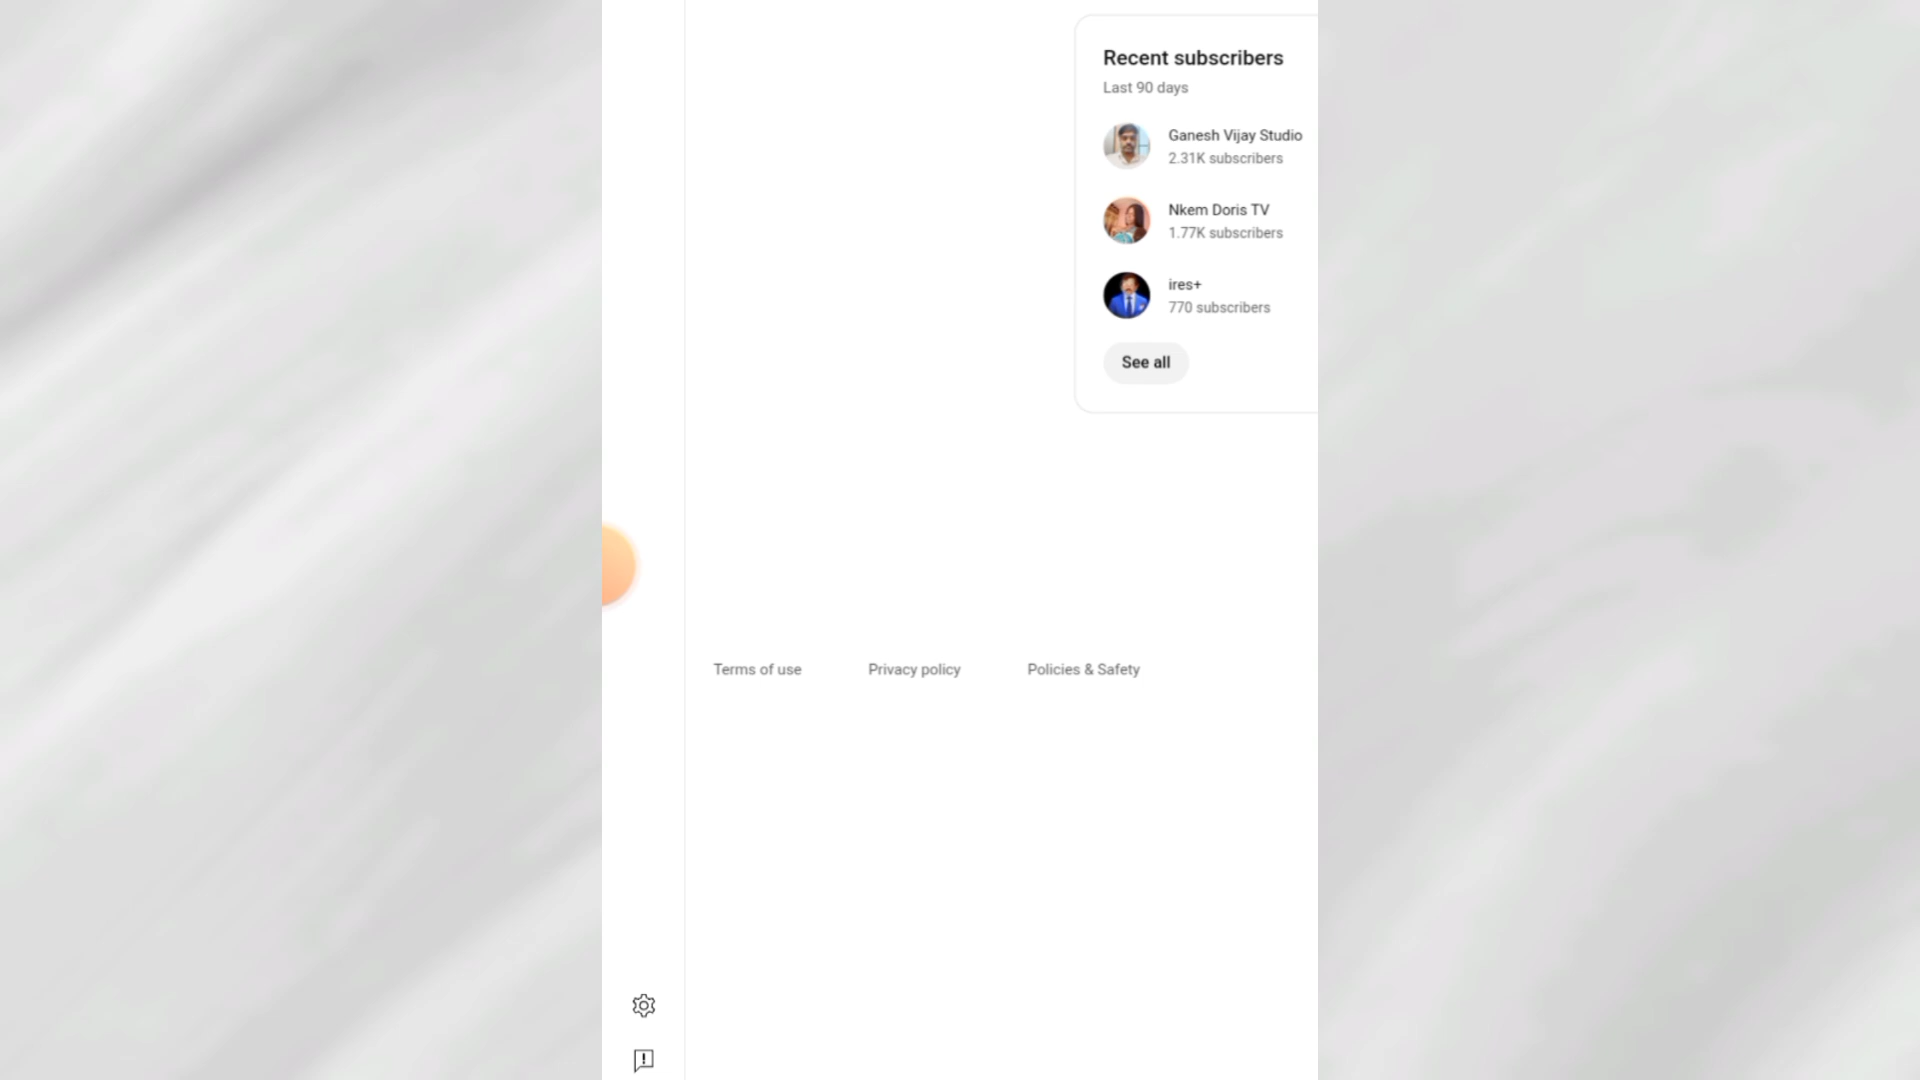 Recent subscribers
Last 90 days
Ganesh Vijay Studio
2.31K subscribers
Nkem Doris TV
1.77K subscribers
ires+
770 subscribers
See all
Terms of use Privacy policy Policies & Safety